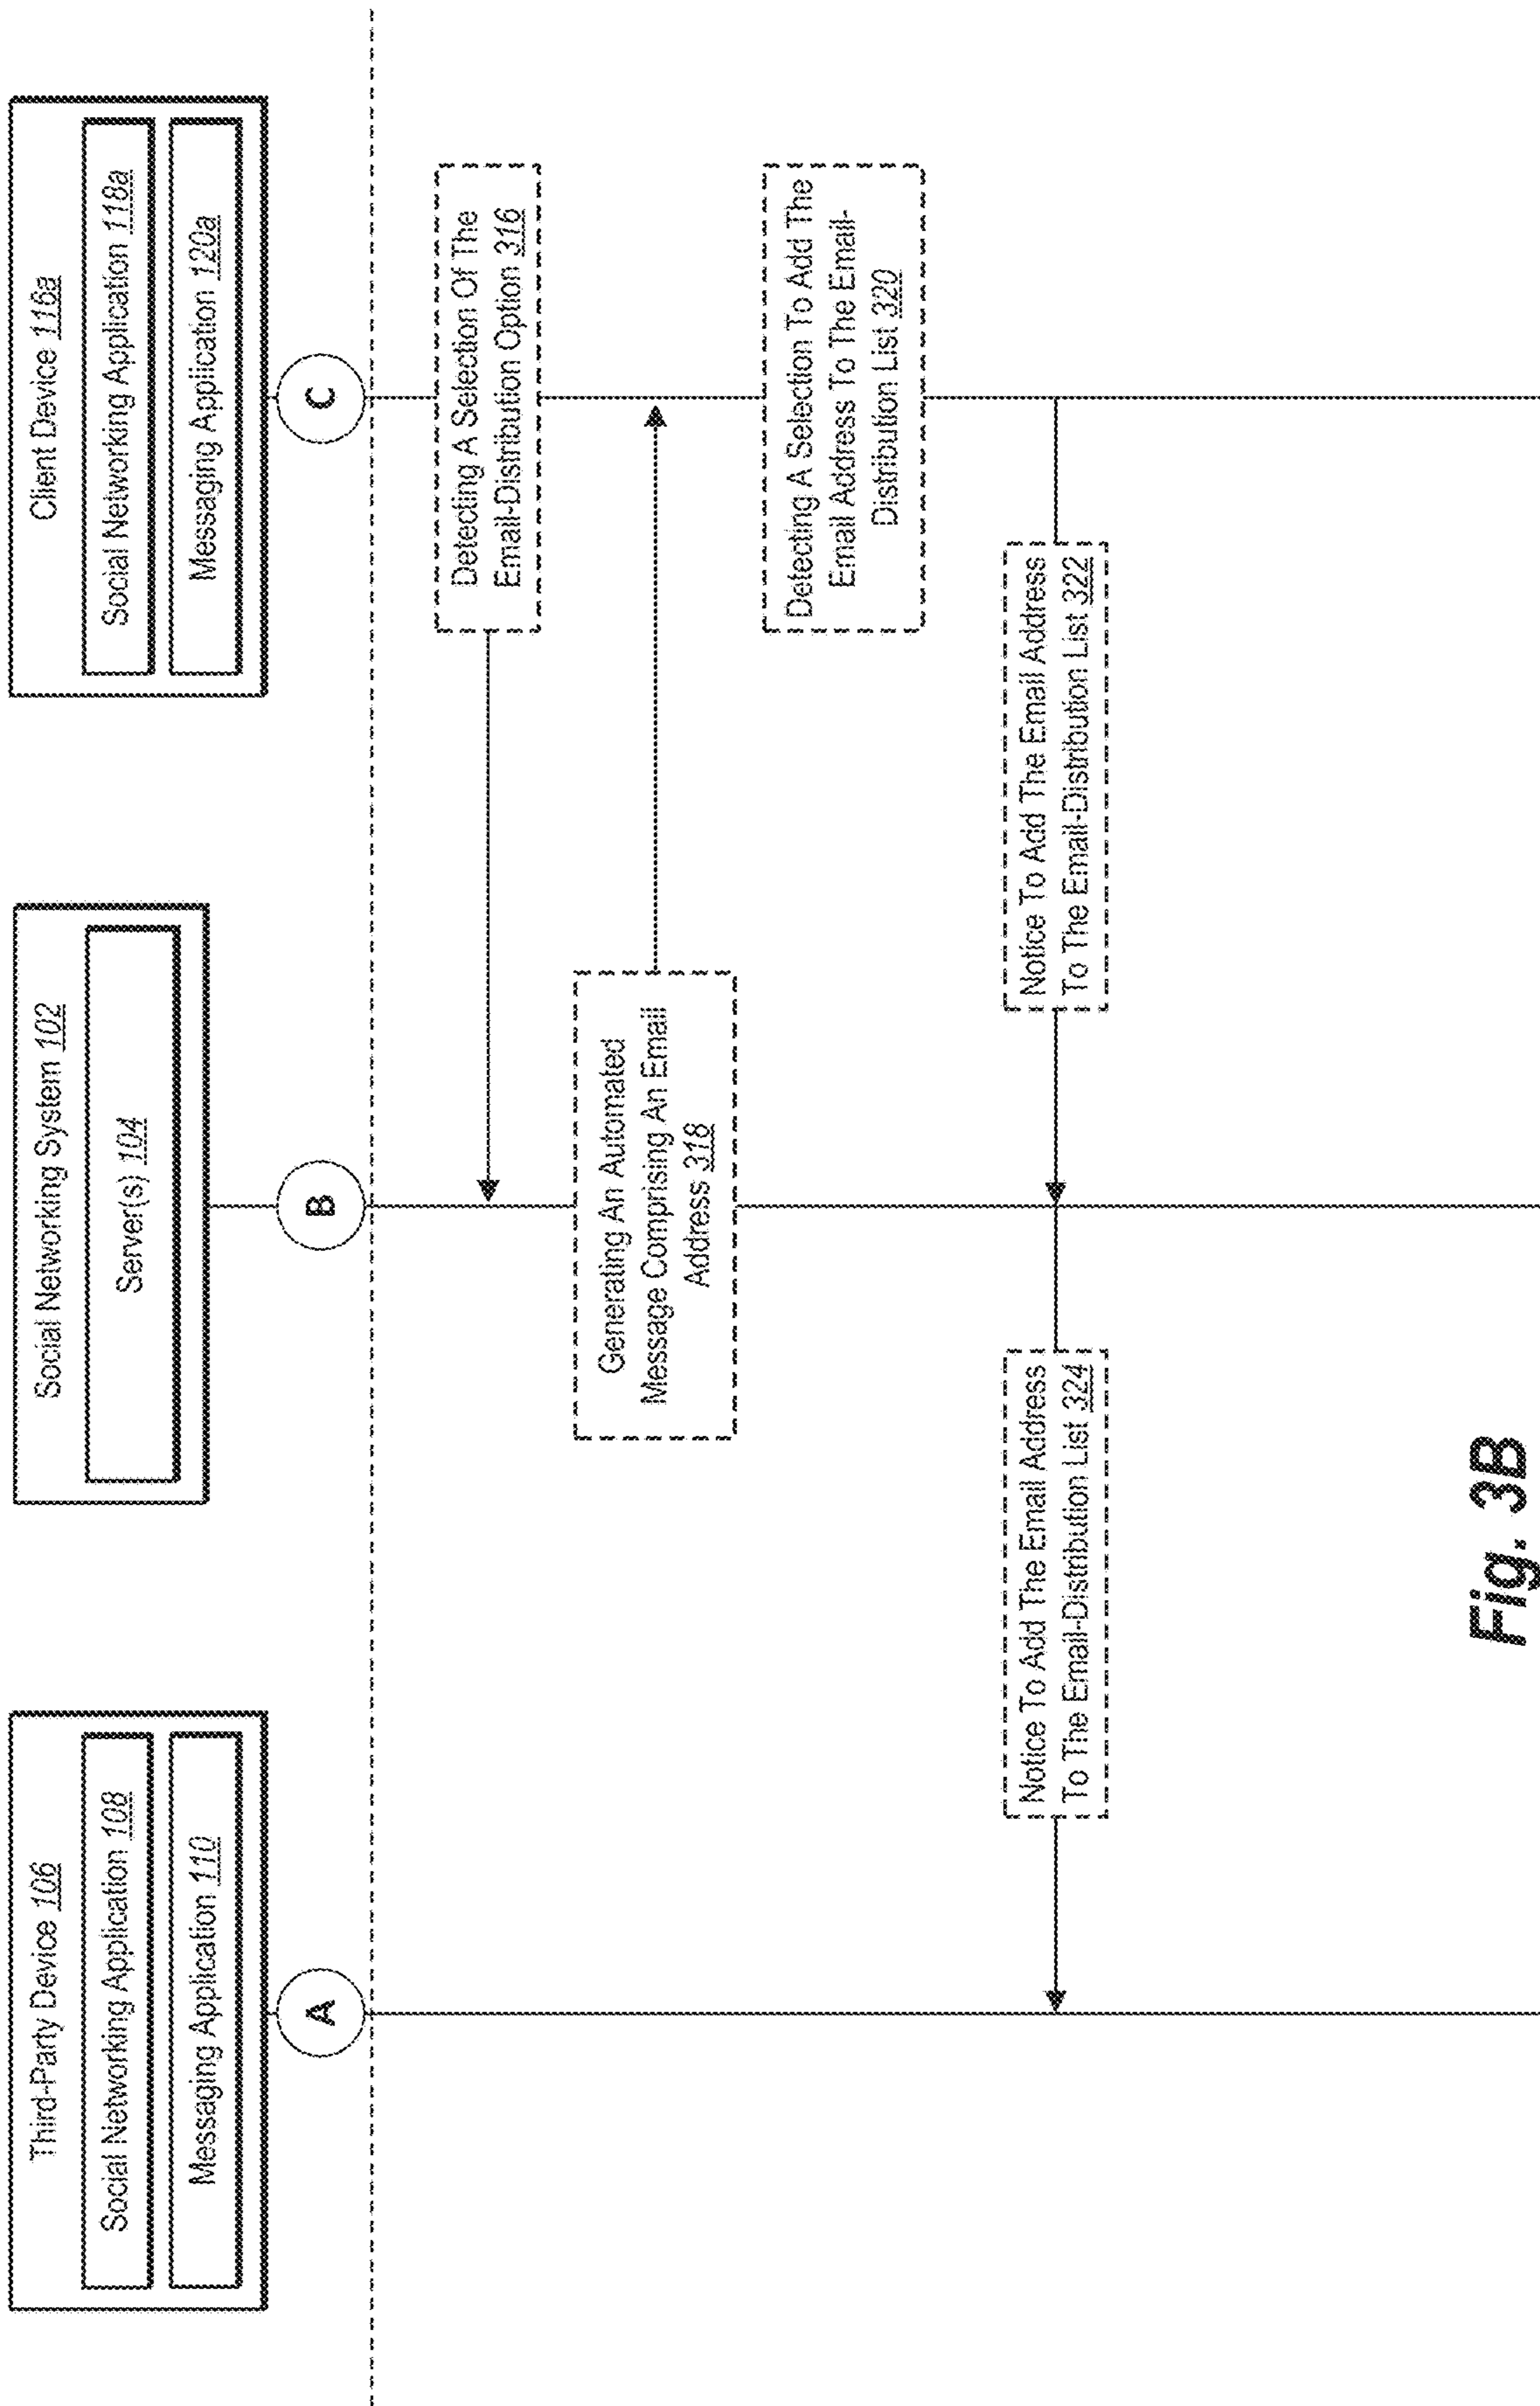 Third-Party Device 106
Social Networking Application 108
Messaging Application 110
Social Networking System 102
Server(s) 104
Client Device 116a
Social Networking Application 118a
Messaging Application 120a
A
B
C
Detecting A Selection Of The
Email-Distribution Option 316
Generating An Automated
Message Comprising An Email
Address 318
Detecting A Selection To Add The
Email Address To The Email-
Distribution List 320
Notice To Add The Email Address
To The Email-Distribution List 322
Notice To Add The Email Address
To The Email-Distribution List 324
Fig. 3B